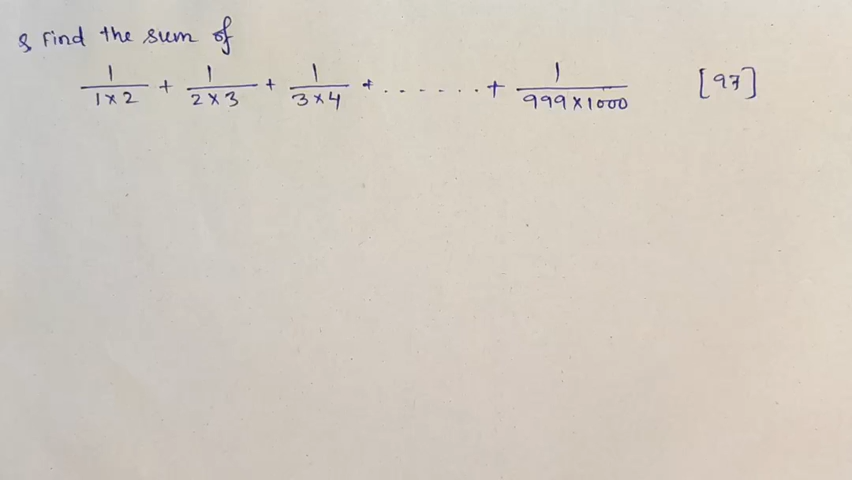 Q Find the sum of
1/(1×2) + 1/(2×3) + 1/(3×4) + ....... + 1/(999×1000) [97]